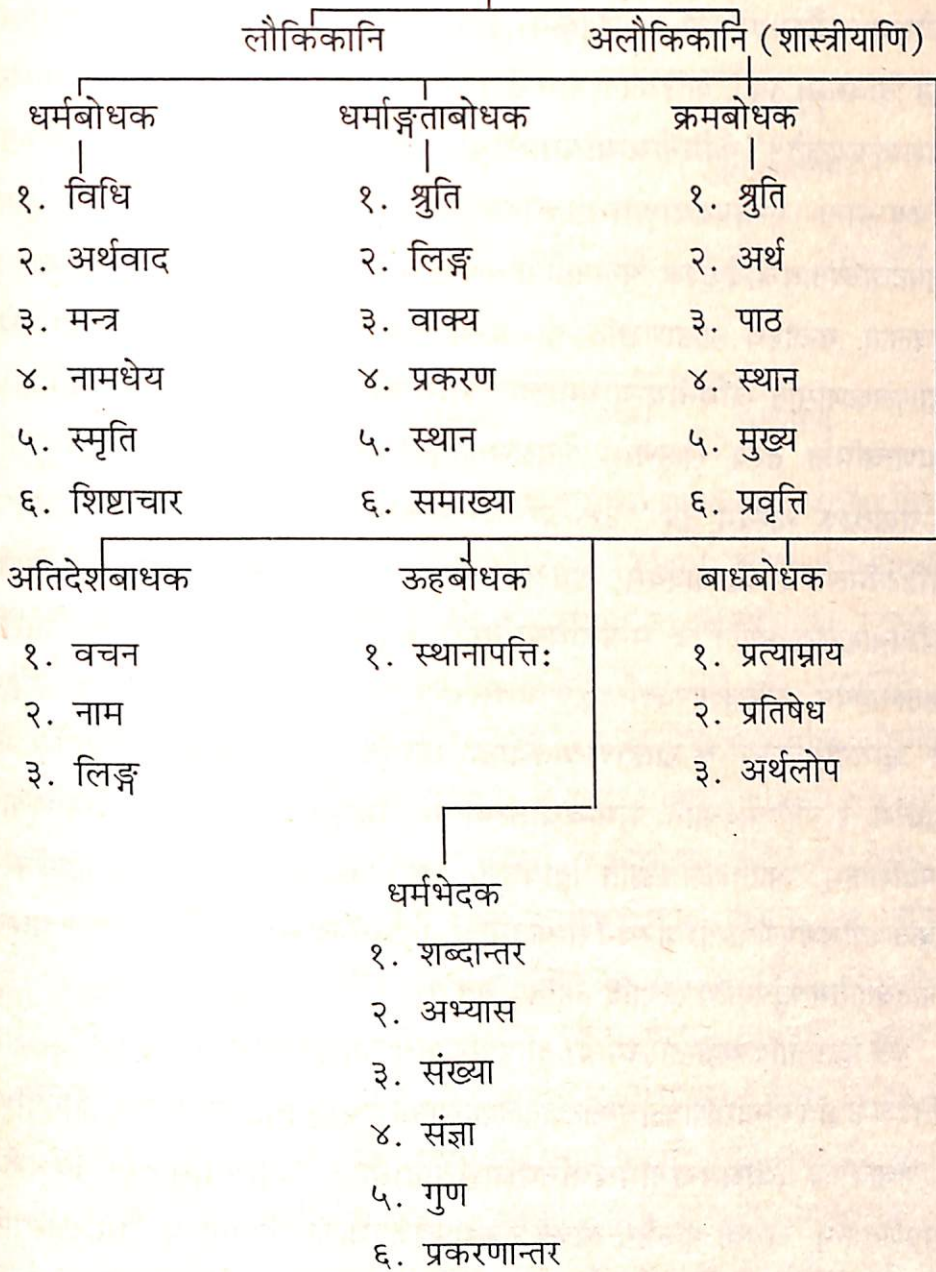 लौकिकानि अलौकिकानि (शास्त्रीयाणि)
धर्मबोधक धर्माङ्गताबोधक क्रमबोधक
१. विधि १. श्रुति १. श्रुति
२. अर्थवाद २. लिङ्ग २. अर्थ
३. मन्त्र ३. वाक्य ३. पाठ
४. नामधेय ४. प्रकरण ४. स्थान
५. स्मृति ५. स्थान ५. मुख्य
६. शिष्टाचार ६. समाख्या ६. प्रवृत्ति
अतिदेशबाधक ऊहबोधक बाधबोधक
१. वचन १. स्थानापत्तिः १. प्रत्याम्नाय
२. नाम २. प्रतिषेध
३. लिङ्ग ३. अर्थलोप
धर्मभेदक
१. शब्दान्तर
२. अभ्यास
३. संख्या
४. संज्ञा
५. गुण
६. प्रकरणान्तर